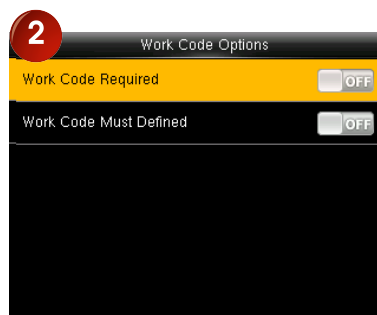 2
Work Code Options
Work Code Required OFF
Work Code Must Defined OFF